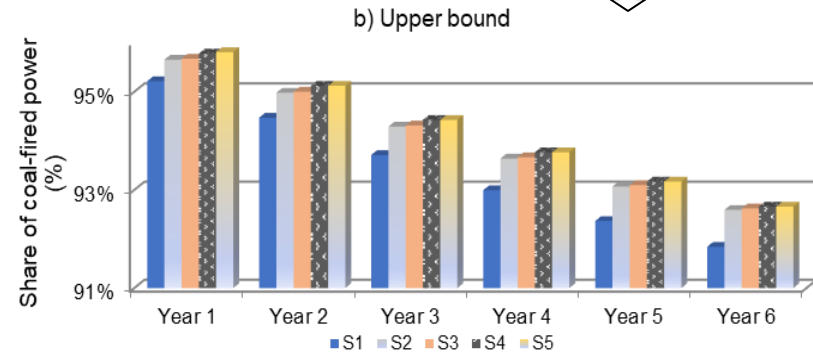 b) Upper bound
Share of coal-fired power
(%)
95%
93%
91%
Year 1 Year 2 Year 3 Year 4 Year 5 Year 6
S1 S2 S3 S4 S5